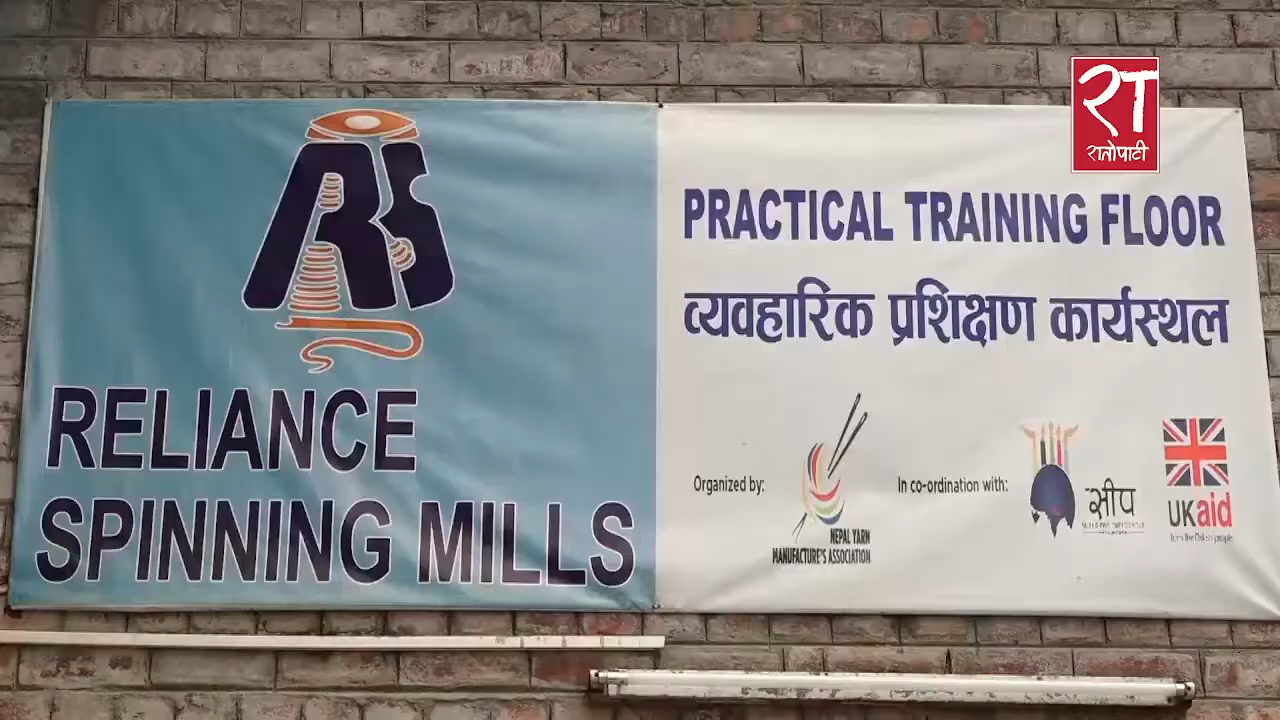 RS
RELIANCE
SPINNING MILLS
रा
रातोपाटी
PRACTICAL TRAINING FLOOR
व्यवहारिक प्रशिक्षण कार्यस्थल
Organized by:
NEPAL YARN
MANUFACTURE'S ASSOCIATION
In co-ordination with:
सीप
UKaid